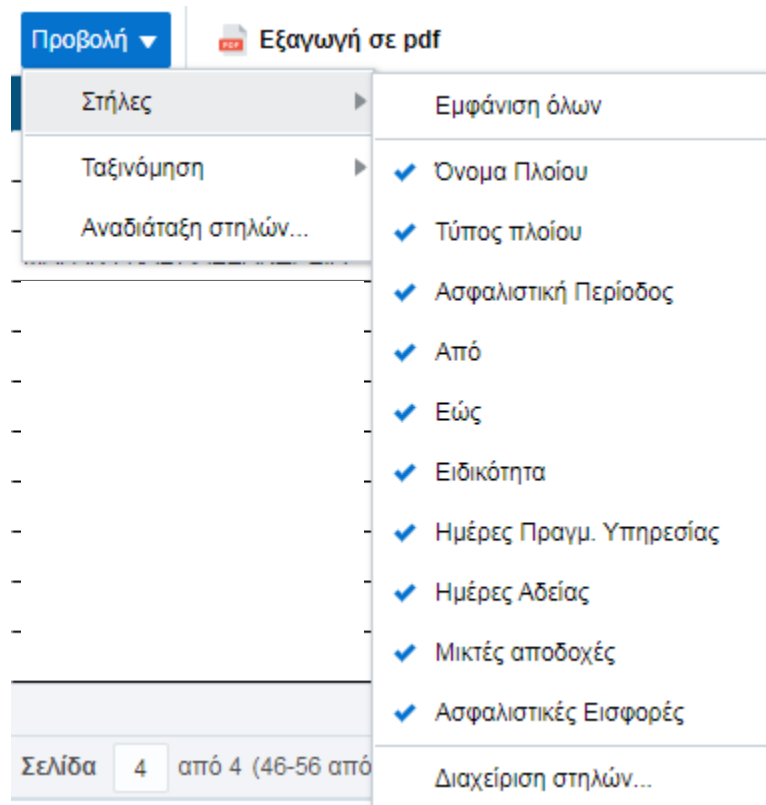 Προβολή
PDF
Εξαγωγή σε pdf
Στήλες
Ταξινόμηση
Αναδιάταξη στηλών...
Εμφάνιση όλων
Όνομα Πλοίου
Τύπος πλοίου
Ασφαλιστική Περίοδος
Από
Εώς
Ειδικότητα
Ημέρες Πραγμ. Υπηρεσίας
Ημέρες Αδείας
Μικτές αποδοχές
Ασφαλιστικές Εισφορές
Διαχείριση στηλών...
Σελίδα 4 από 4 (46-56 από